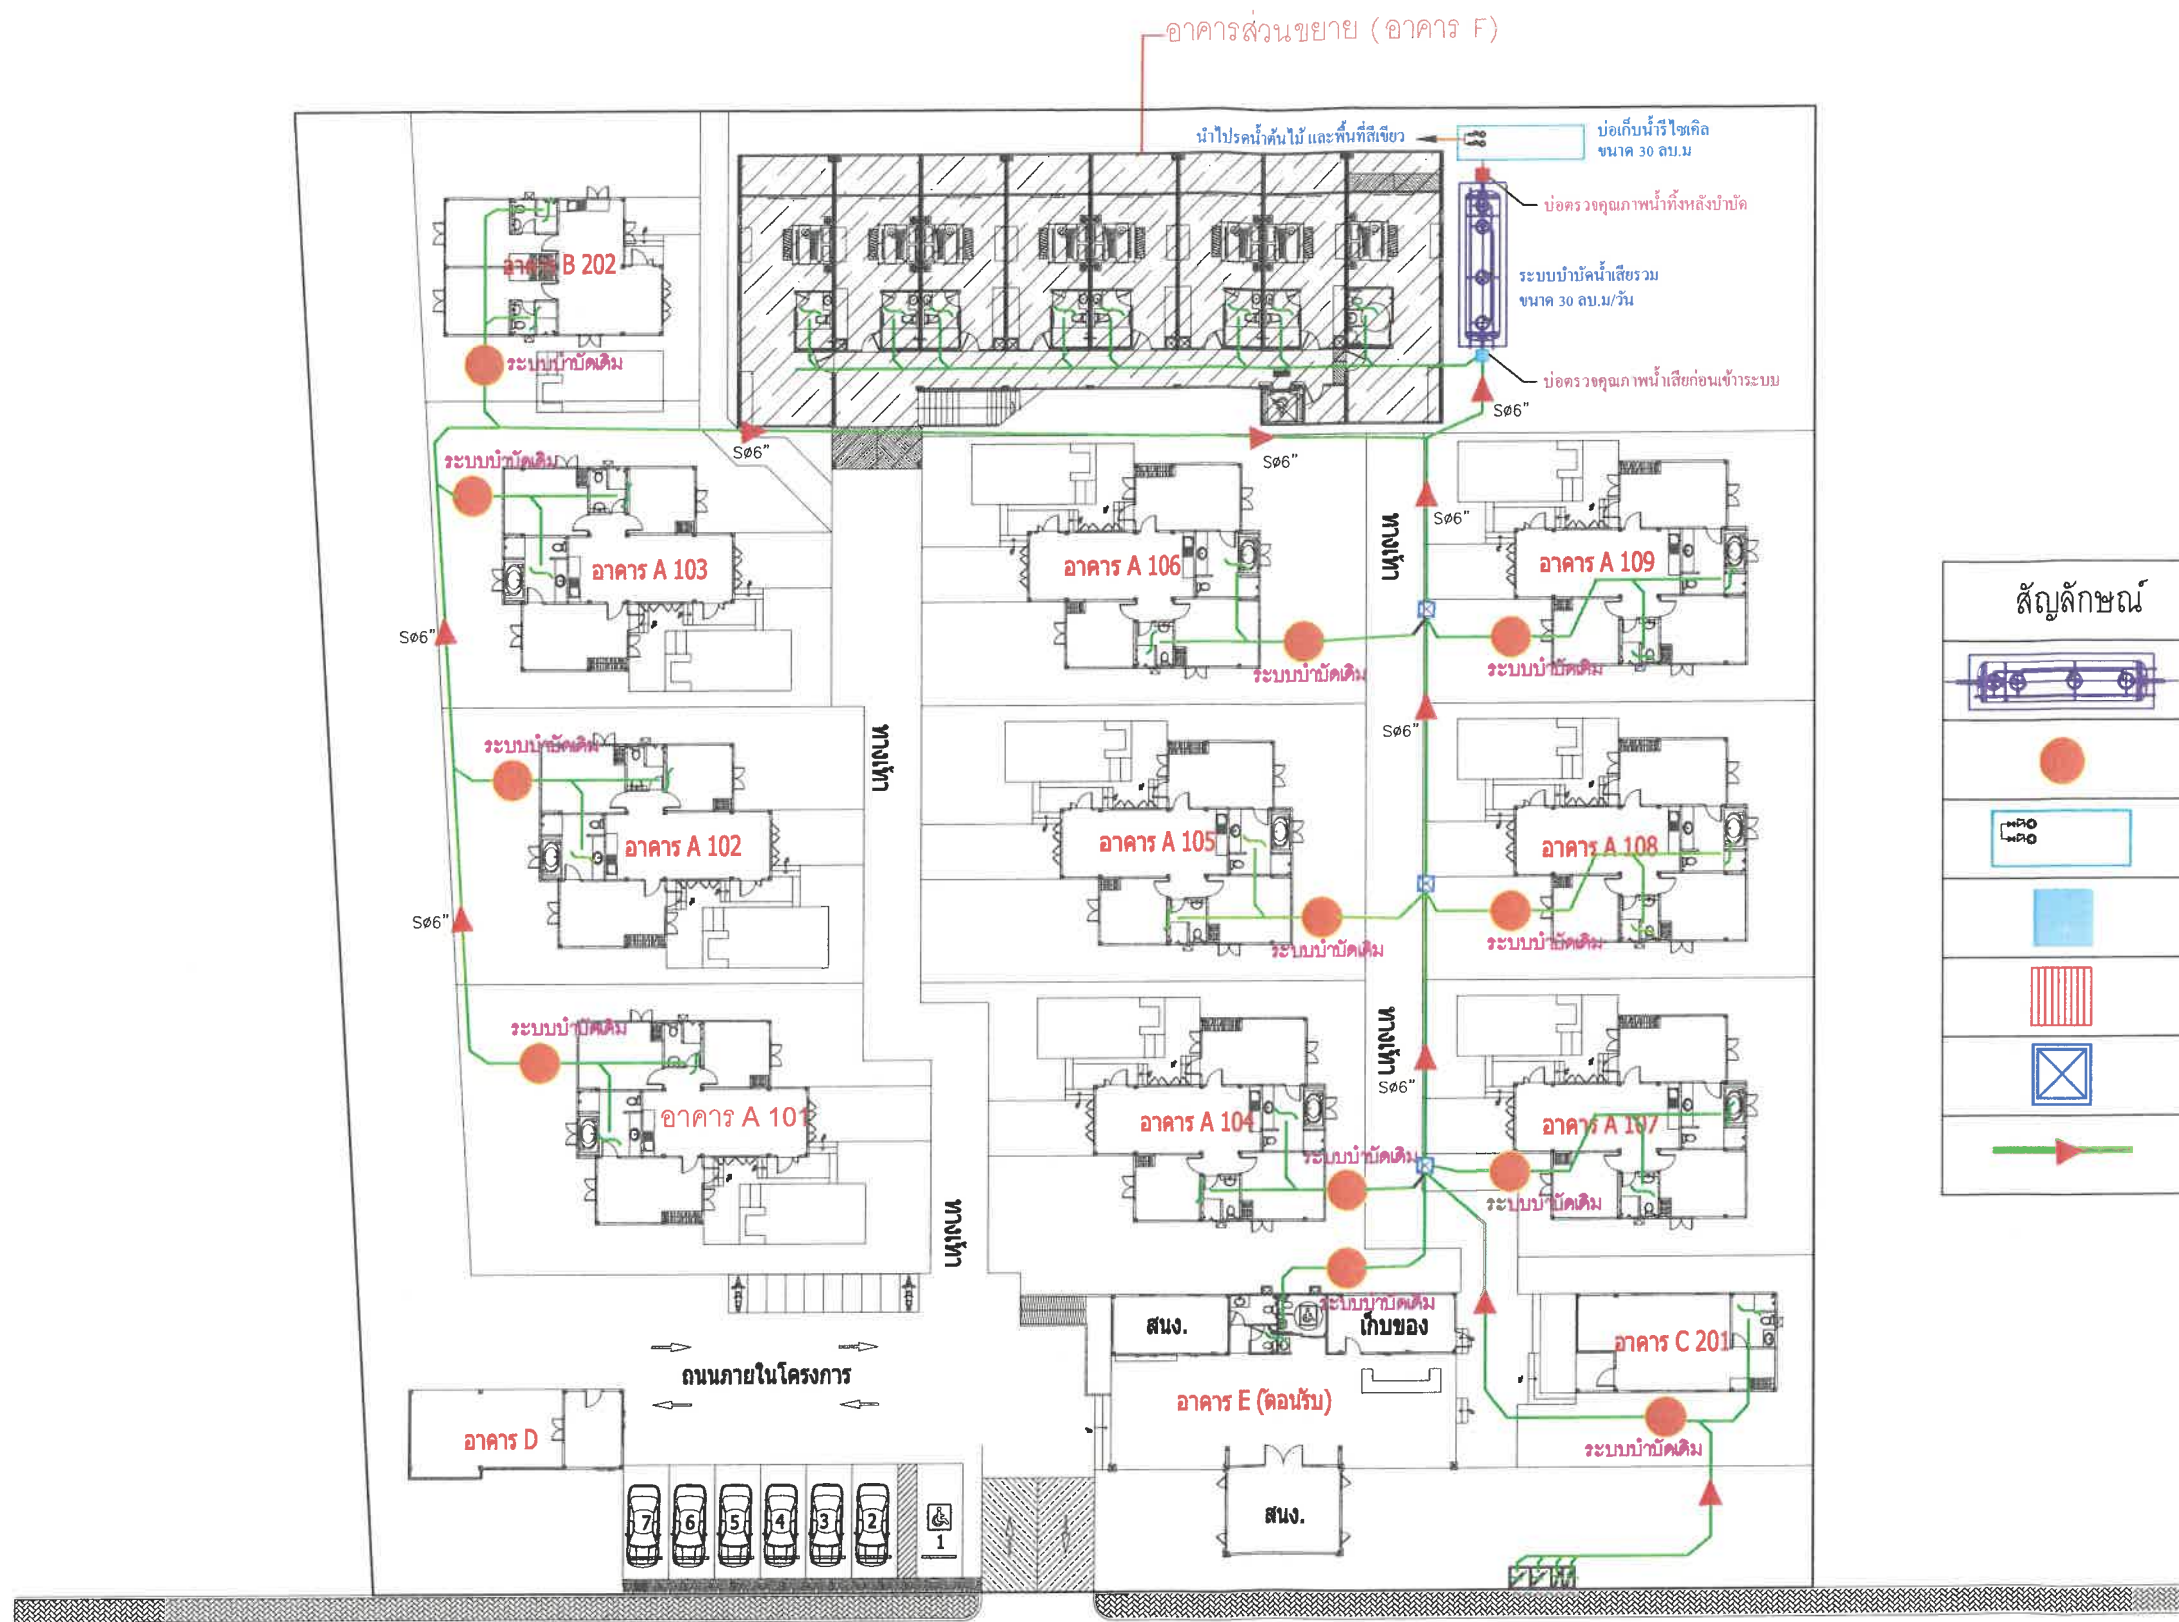 อาคารส่วนขยาย (อาคาร F)
นำไปรดน้ำต้นไม้ และพื้นที่สีเขียว
บ่อเก็บน้ำรีไซเคิล
ขนาด 30 ลบ.ม
บ่อตรวจคุณภาพน้ำทิ้งหลังบำบัด
ระบบบำบัดน้ำเสียรวม
ขนาด 30 ลบ.ม/วัน
บ่อตรวจคุณภาพน้ำเสียก่อนเข้าระบบ
อาคาร B 202
ระบบบำบัดเดิม
Sø6"
Sø6"
Sø6"
ระบบบำบัดเดิม
อาคาร A 103
อาคาร A 106
ทางเท้า
Sø6"
อาคาร A 109
สัญลักษณ์
Sø6"
ระบบบำบัดเดิม
ระบบบำบัดเดิม
ระบบบำบัดเดิม
ทางเท้า
Sø6"
อาคาร A 102
อาคาร A 105
อาคาร A 108
Sø6"
ระบบบำบัดเดิม
ระบบบำบัดเดิม
ระบบบำบัดเดิม
ทางเท้า
Sø6"
อาคาร A 101
อาคาร A 104
อาคาร A 107
ระบบบำบัดเดิม
ระบบบำบัดเดิม
ทางเท้า
ระบบบำบัดเดิม
สนง.
เก็บของ
อาคาร C 201
ถนนภายในโครงการ
อาคาร E (ตอนรับ)
อาคาร D
ระบบบำบัดเดิม
สนง.
7
6
5
4
3
2
1